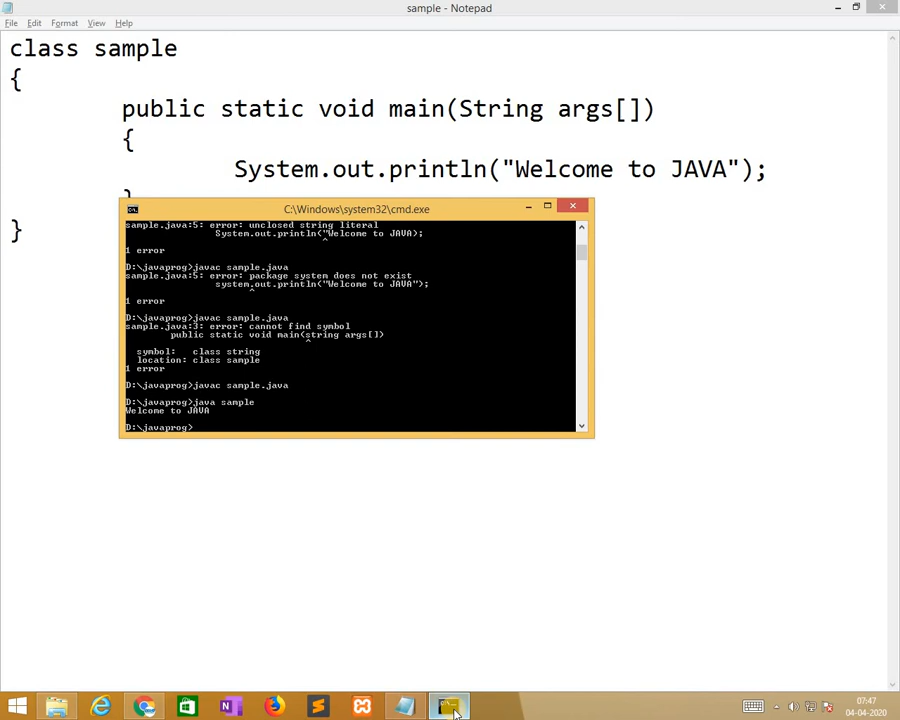 sample - Notepad
File Edit Format View Help
class sample
{
public static void main(String args[])
{
System.out.println("Welcome to JAVA");
}
C:\Windows\system32\cmd.exe
sample.java:5: error: unclosed string literal
System.out.println("Welcome to JAVA);
^
1 error
D:\javaprog>javac sample.java
sample.java:5: error: package system does not exist
system.out.println("Welcome to JAVA");
^
1 error
D:\javaprog>javac sample.java
sample.java:3: error: cannot find symbol
public static void main(string args[])
^
symbol: class string
location: class sample
1 error
D:\javaprog>javac sample.java
D:\javaprog>java sample
Welcome to JAVA
D:\javaprog>
}
07:47
04-04-2020